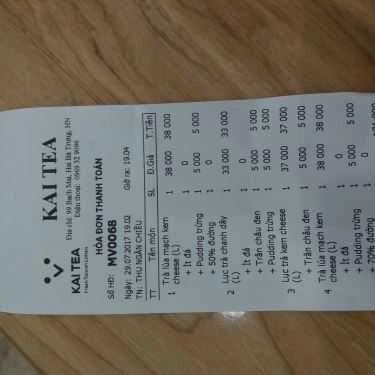 KAI TEA
Địa chỉ: 99 Bạch Mai, Hai Bà Trưng, HN
Điện thoại: 0969 32 9086
KAI TEA
HÓA ĐƠN THANH TOÁN
Số HĐ: MV00068
Ngày: 29.07.2017 19.02 Giờ ra: 19.04
TN: THU NGÂN CHIỀU
TT Tên món SL Đ.Giá T.Tiền
1 Trà lúa mạch kem cheese (L) 1 38 000 38 000
+ Ít đá 1 0
+ Pudding trứng 1 5 000 5 000
+ 50% đường 1 0
2 Lục trà chanh dây (L) 1 33 000 33 000
+ Ít đá 1 0
+ Trân châu đen 1 5 000 5 000
+ Pudding trứng 1 5 000 5 000
3 Lục trà kem cheese (L) 1 37 000 37 000
+ Trân châu đen 1 5 000 5 000
4 Trà lúa mạch kem cheese (L) 1 38 000 38 000
+ Ít đá 1 0
+ Pudding trứng 1 5 000 5 000
+ 70% đường 1 0